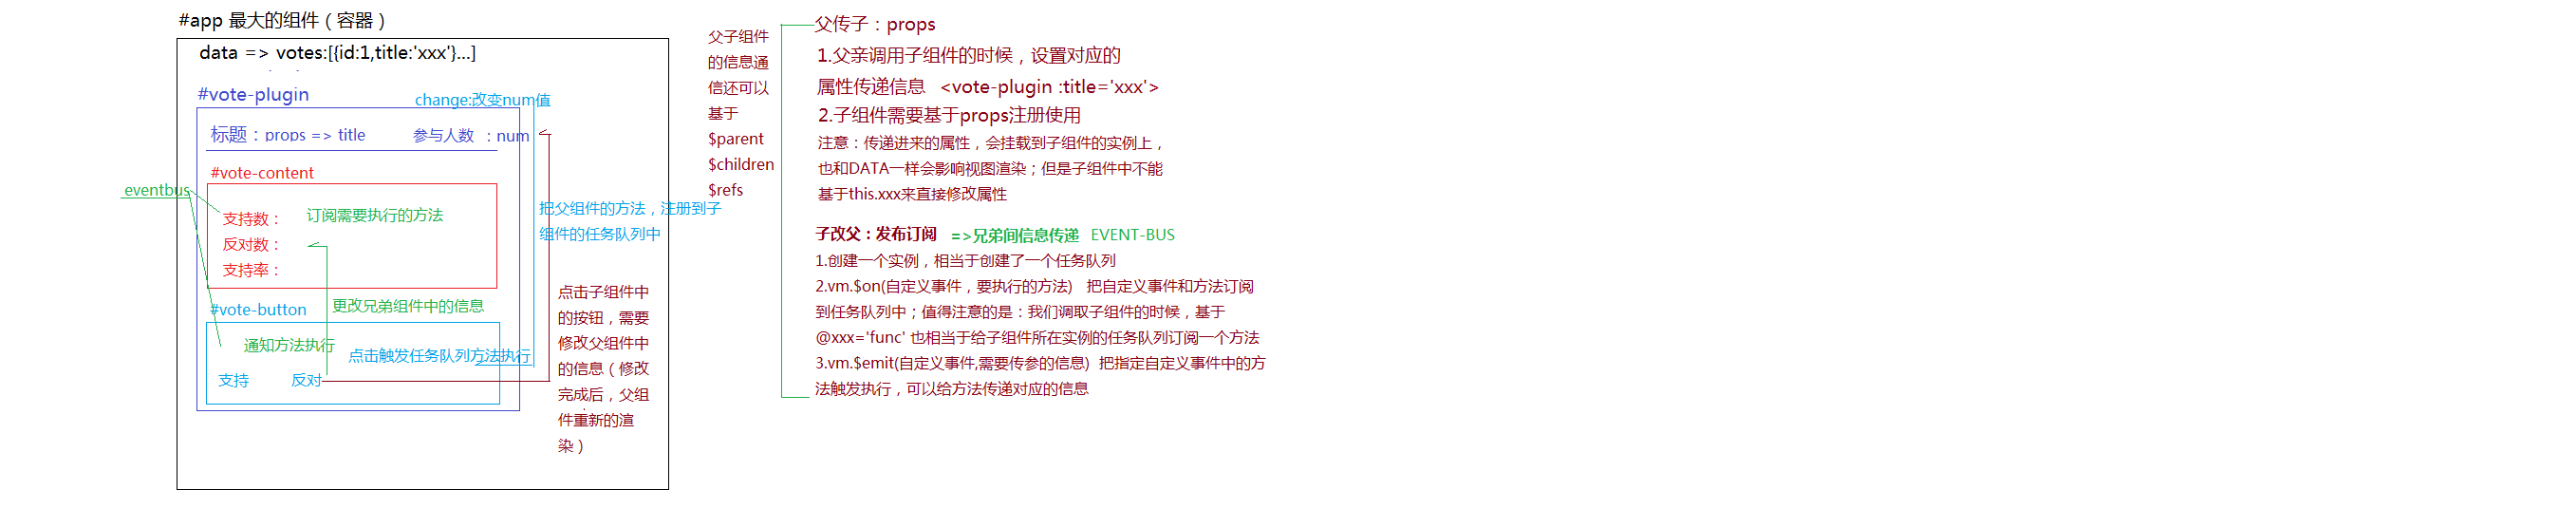 #app 最大的组件（容器）
data => votes:[{id:1,title:'xxx'}...]
#vote-plugin
change:改变num值
标题：props => title
参与人数 ：num
#vote-content
eventbus
支持数：
订阅需要执行的方法
反对数：
支持率：
#vote-button
更改兄弟组件中的信息
通知方法执行
点击触发任务队列方法执行
支持
反对
把父组件的方法，注册到子
组件的任务队列中
点击子组件中
的按钮，需要
修改父组件中
的信息（修改
完成后，父组
件重新的渲
染）
父子组件
的信息通
信还可以
基于
$parent
$children
$refs
父传子：props
1.父亲调用子组件的时候，设置对应的
属性传递信息 <vote-plugin :title='xxx'>
2.子组件需要基于props注册使用
注意：传递进来的属性，会挂载到子组件的实例上，
也和DATA一样会影响视图渲染；但是子组件中不能
基于this.xxx来直接修改属性
子改父：发布订阅 =>兄弟间信息传递 EVENT-BUS
1.创建一个实例，相当于创建了一个任务队列
2.vm.$on(自定义事件，要执行的方法) 把自定义事件和方法订阅
到任务队列中；值得注意的是：我们调取子组件的时候，基于
@xxx='func' 也相当于给子组件所在实例的任务队列订阅一个方法
3.vm.$emit(自定义事件,需要传参的信息) 把指定自定义事件中的方
法触发执行，可以给方法传递对应的信息